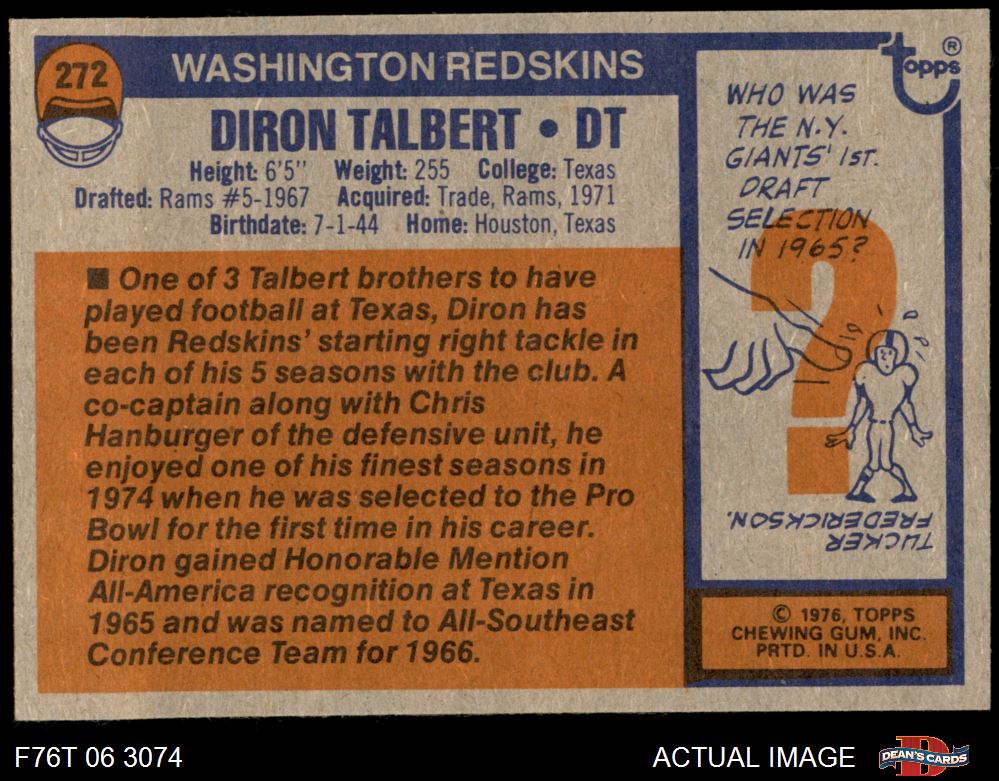 272
WASHINGTON REDSKINS
DIRON TALBERT • DT
Height: 6'5" Weight: 255 College: Texas
Drafted: Rams #5-1967 Acquired: Trade, Rams, 1971
Birthdate: 7-1-44 Home: Houston, Texas
■ One of 3 Talbert brothers to have
played football at Texas, Diron has
been Redskins' starting right tackle in
each of his 5 seasons with the club. A
co-captain along with Chris
Hanburger of the defensive unit, he
enjoyed one of his finest seasons in
1974 when he was selected to the Pro
Bowl for the first time in his career.
Diron gained Honorable Mention
All-America recognition at Texas in
1965 and was named to All-Southeast
Conference Team for 1966.
topps ®
WHO WAS
THE N.Y.
GIANTS' 1ST.
DRAFT
SELECTION
IN 1965?
?
TUCKER
FREDERICKSON.
© 1976, TOPPS
CHEWING GUM, INC.
PRTD. IN U.S.A.
F76T 06 3074
ACTUAL IMAGE
DEAN'S CARDS